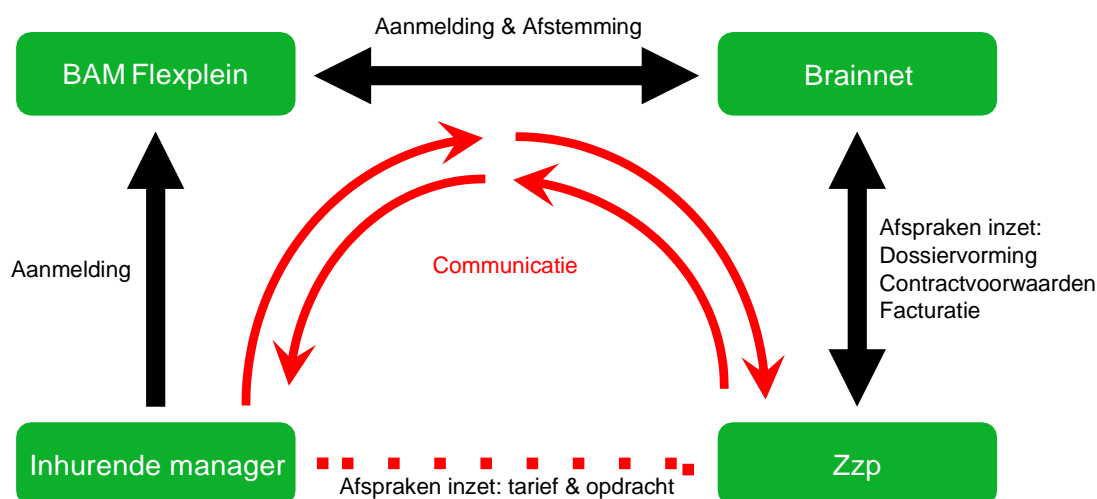 Aanmelding & Afstemming
BAM Flexplein
Brainnet
Aanmelding
Communicatie
Afspraken inzet:
Dossiervorming
Contractvoorwaarden
Facturatie
Inhurende manager
Zzp
Afspraken inzet: tarief & opdracht